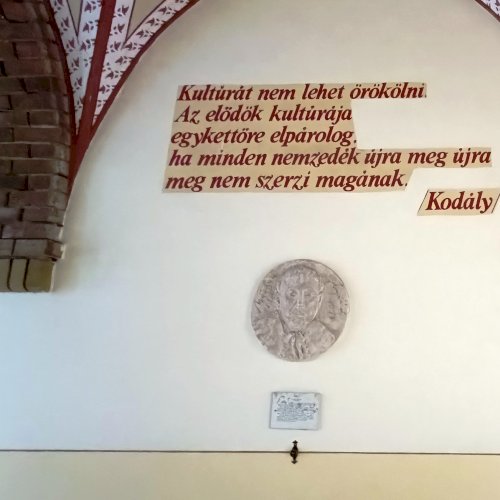 Kultúrát nem lehet örökölni.
Az elődök kultúrája
egykettőre elpárolog,
ha minden nemzedék újra meg újra
meg nem szerzi magának.
Kodály